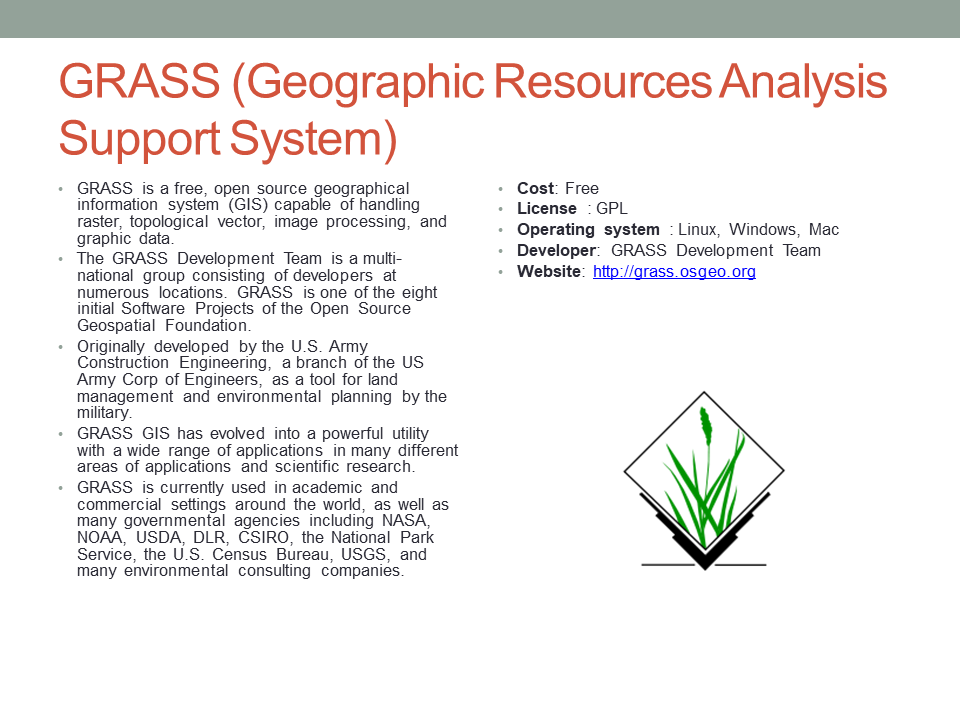 GRASS (Geographic Resources Analysis
Support System)
• GRASS is a free, open source geographical
information system (GIS) capable of handling
raster, topological vector, image processing, and
graphic data.
• The GRASS Development Team is a multi-
national group consisting of developers at
numerous locations. GRASS is one of the eight
initial Software Projects of the Open Source
Geospatial Foundation.
• Originally developed by the U.S. Army
Construction Engineering, a branch of the US
Army Corp of Engineers, as a tool for land
management and environmental planning by the
military.
• GRASS GIS has evolved into a powerful utility
with a wide range of applications in many different
areas of applications and scientific research.
• GRASS is currently used in academic and
commercial settings around the world, as well as
many governmental agencies including NASA,
NOAA, USDA, DLR, CSIRO, the National Park
Service, the U.S. Census Bureau, USGS, and
many environmental consulting companies.
• Cost: Free
• License : GPL
• Operating system : Linux, Windows, Mac
• Developer: GRASS Development Team
• Website: http://grass.osgeo.org